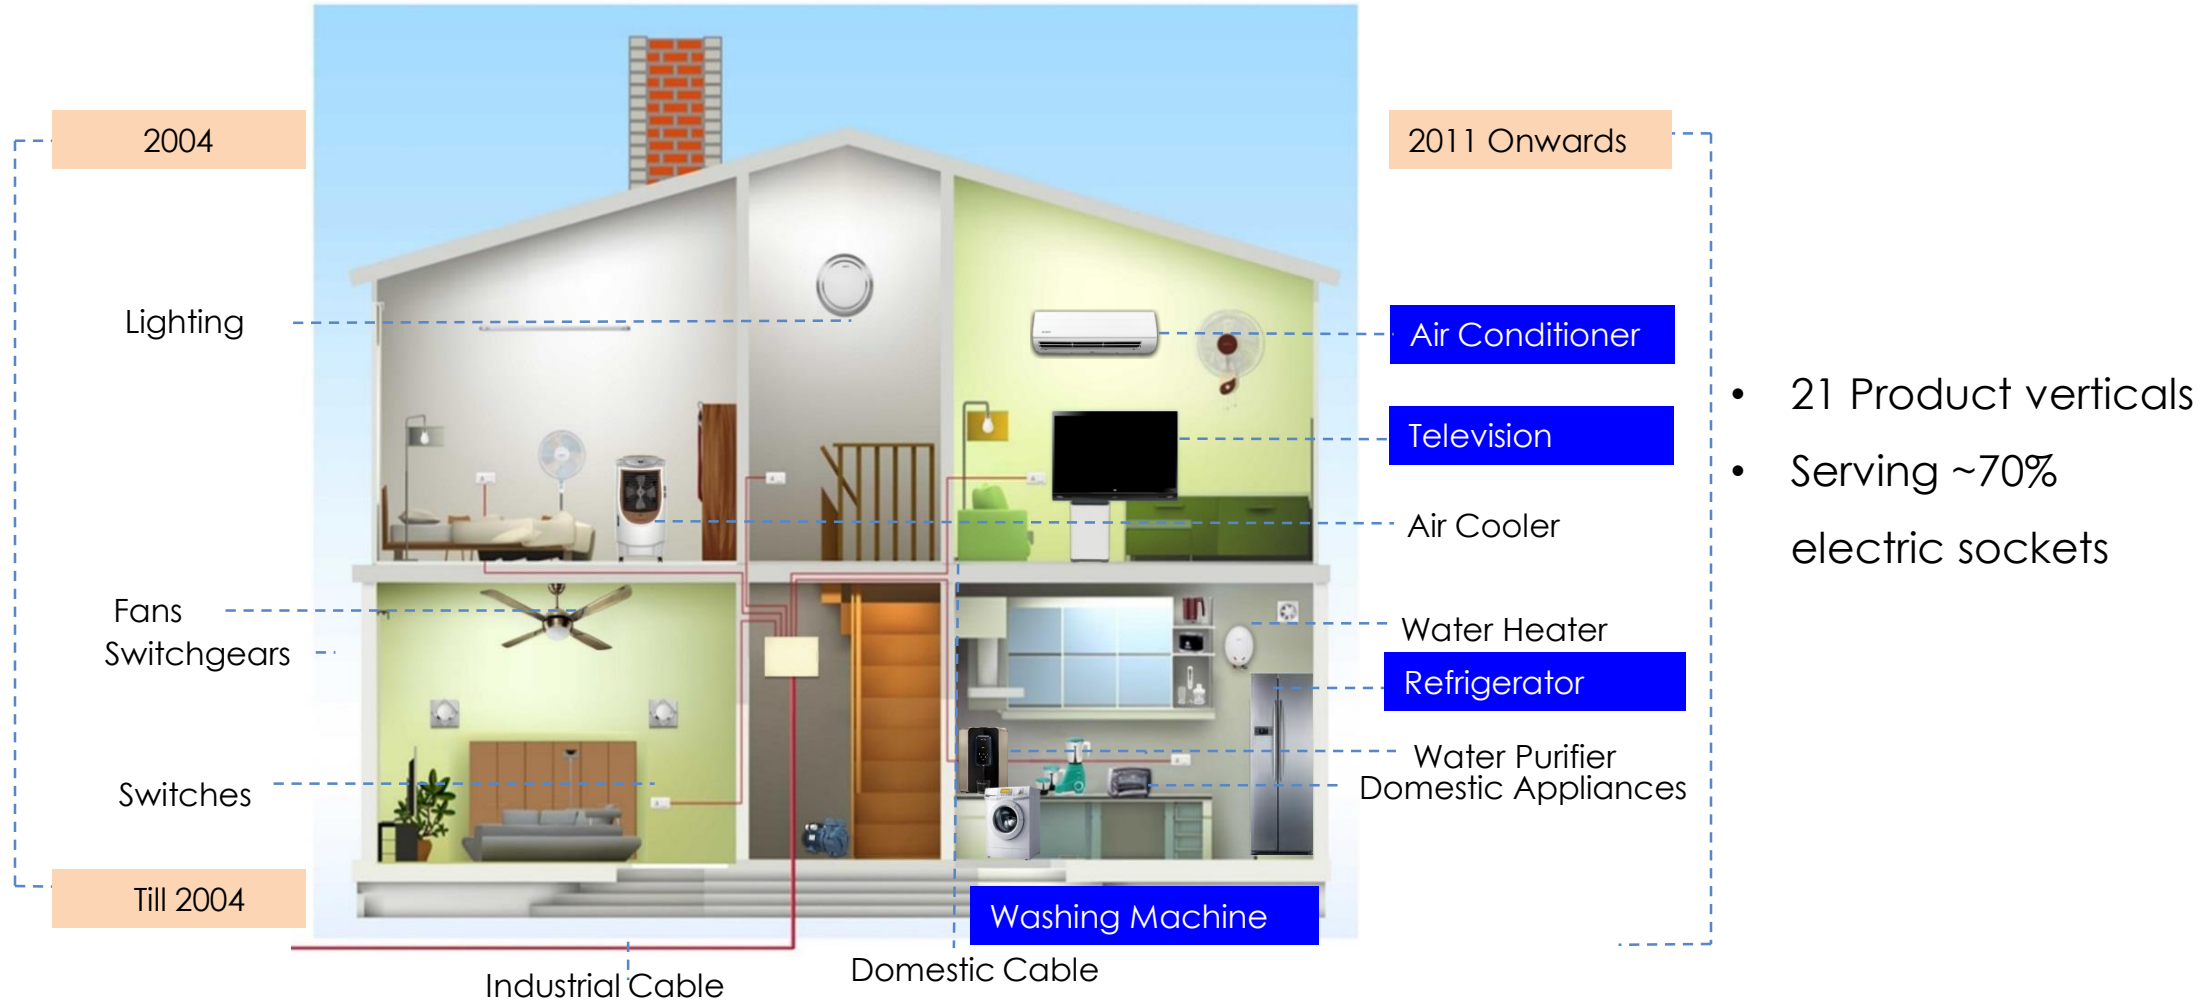 2004
2011 Onwards
Lighting
Air Conditioner
Television
Air Cooler
Fans
Switchgears
Water Heater
Refrigerator
Water Purifier
Domestic Appliances
Switches
Till 2004
Washing Machine
Industrial Cable
Domestic Cable
• 21 Product verticals
• Serving ~70%
electric sockets